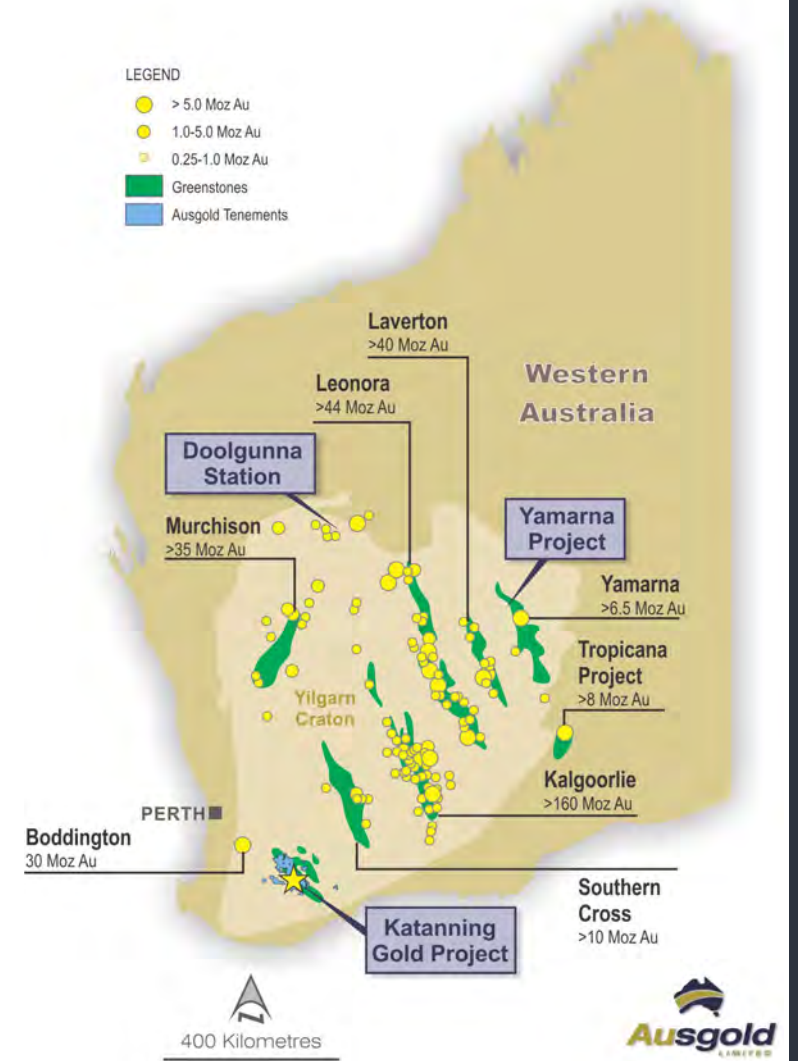 LEGEND
> 5.0 Moz Au
1.0-5.0 Moz Au
0.25-1.0 Moz Au
Greenstones
Ausgold Tenements
Laverton
>40 Moz Au
Leonora
>44 Moz Au
Western
Australia
Doolgunna
Station
Murchison
>35 Moz Au
Yamarna
Project
Yamarna
>6.5 Moz Au
Tropicana
Project
>8 Moz Au
Yilgarn
Craton
Kalgoorlie
>160 Moz Au
PERTH
Boddington
30 Moz Au
Southern
Cross
>10 Moz Au
Katanning
Gold Project
N
400 Kilometres
Ausgold
LIMITED